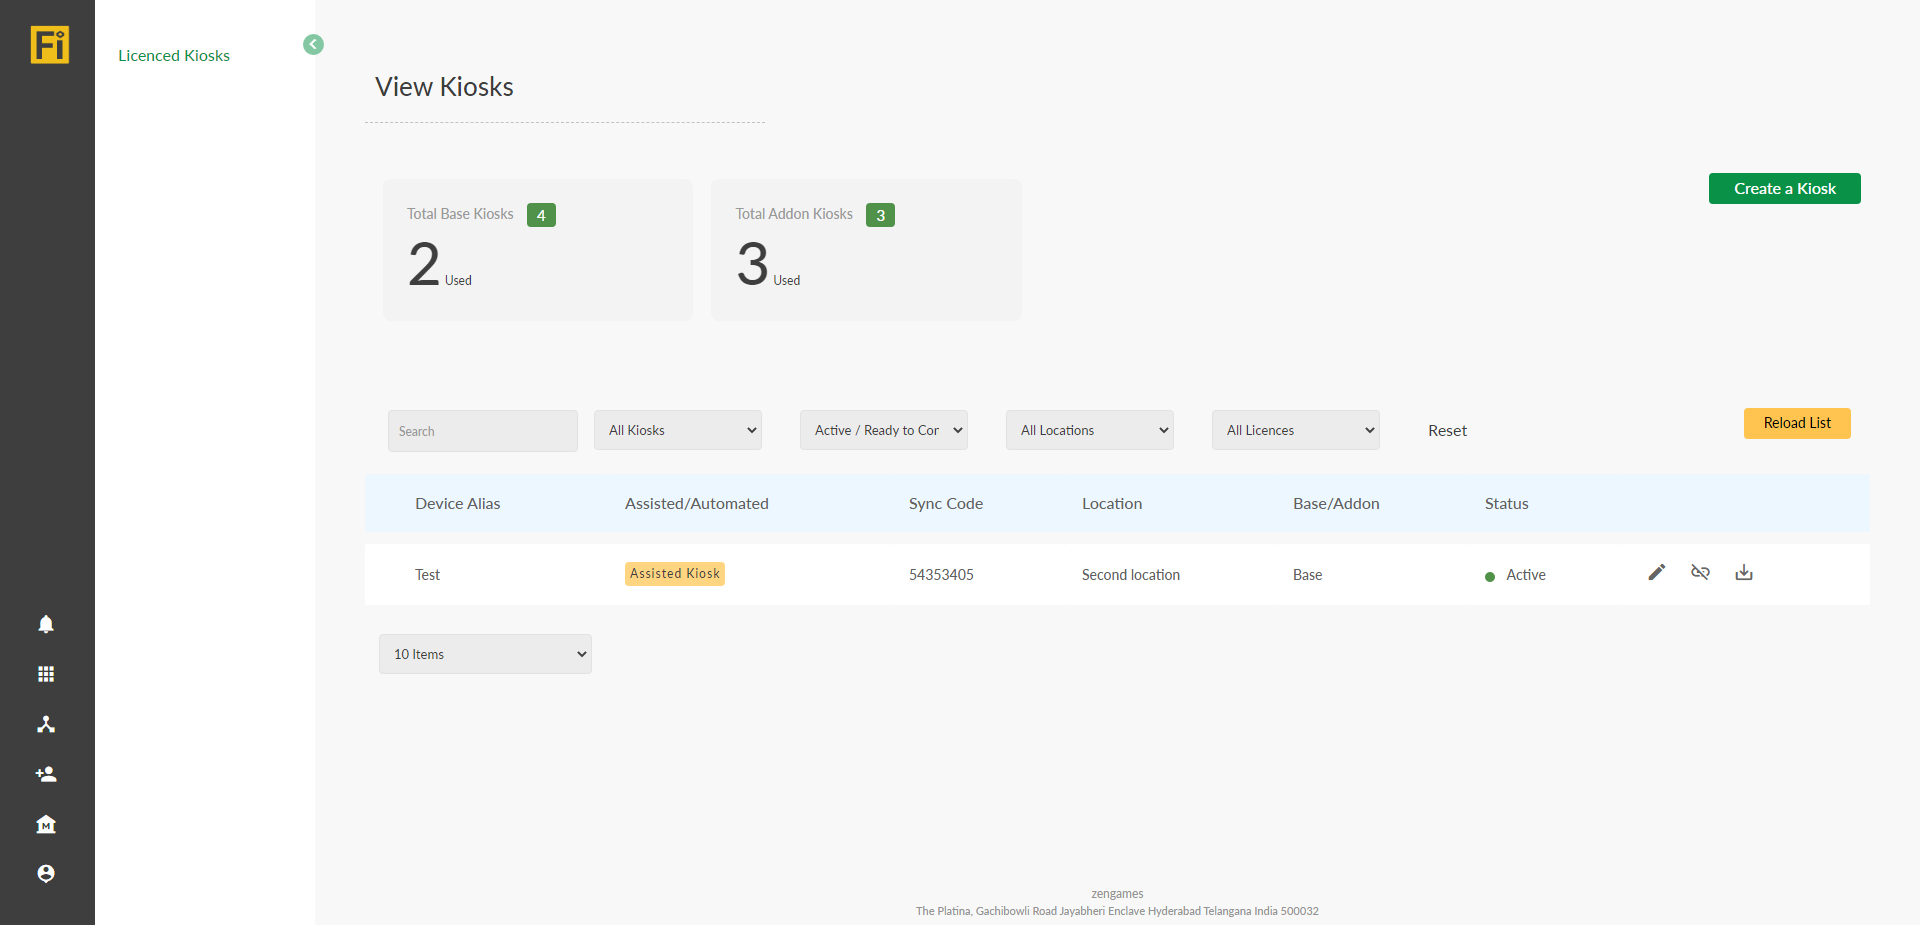 Fi
Licenced Kiosks
View Kiosks
Total Base Kiosks 4
2 Used
Total Addon Kiosks 3
3 Used
Create a Kiosk
Search
All Kiosks
Active / Ready to Cor
All Locations
All Licences
Reset
Reload List
Device Alias Assisted/Automated Sync Code Location Base/Addon Status
Test Assisted Kiosk 54353405 Second location Base Active
10 Items
M
zengames
The Platina, Gachibowli Road Jayabheri Enclave Hyderabad Telangana India 500032